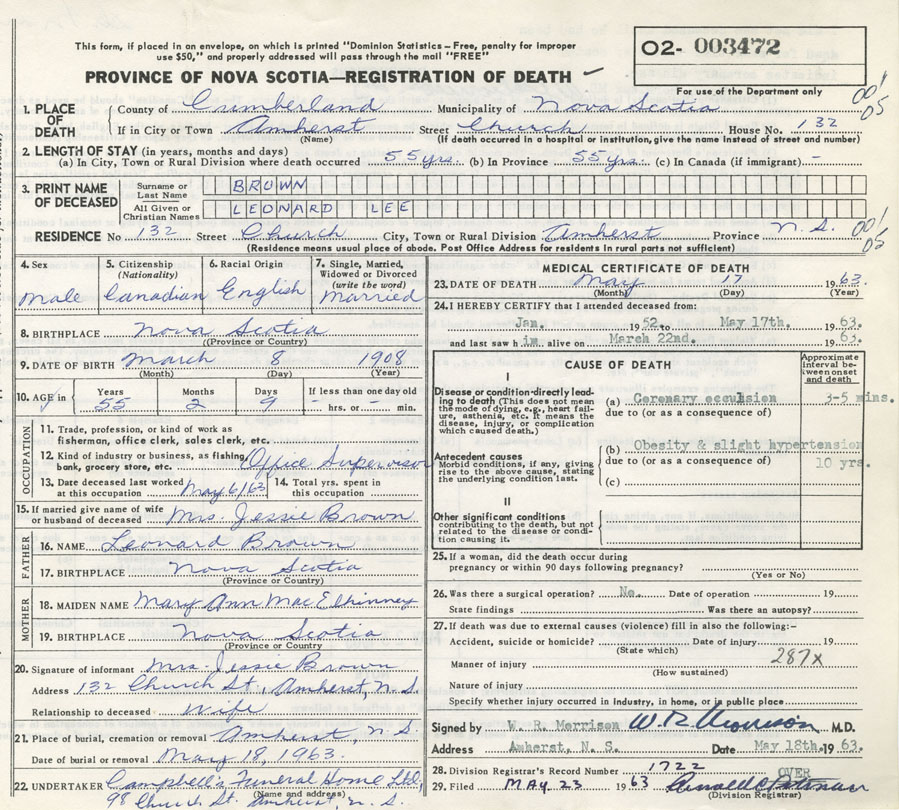 This form, if placed in an envelope, on which is printed "Dominion Statistics – Free, penalty for improper
use $50," and properly addressed will pass through the mail "FREE"
O2- 003472
For use of the Department only
PROVINCE OF NOVA SCOTIA—REGISTRATION OF DEATH
1. PLACE OF DEATH County of Cumberland Municipality of Nova Scotia
If in City or Town Amherst Street Church House No. 132
(Name) (If death occurred in a hospital or institution, give the name instead of street and number)
2. LENGTH OF STAY (in years, months and days)
(a) In City, Town or Rural Division where death occurred 55 yrs. (b) In Province 55 yrs. (c) In Canada (if immigrant) -
3. PRINT NAME OF DECEASED
Surname or Last Name BROWN
All Given or Christian Names LEONARD LEE
RESIDENCE No 132 Street Church City, Town or Rural Division Amherst Province N.S.
(Residence means usual place of abode. Post Office Address for residents in rural parts not sufficient)
4. Sex Male
5. Citizenship (Nationality) Canadian
6. Racial Origin English
7. Single, Married, Widowed or Divorced (write the word) Married
8. BIRTHPLACE Nova Scotia
(Province or Country)
9. DATE OF BIRTH March 8 1908
(Month) (Day) (Year)
10. AGE in Years 55 Months 2 Days 9 If less than one day old - hrs. or - min.
OCCUPATION
11. Trade, profession, or kind of work as
fisherman, office clerk, sales clerk, etc.
12. Kind of industry or business, as fishing,
bank, grocery store, etc. Office Supervisor
13. Date deceased last worked
at this occupation May 6/63
14. Total yrs. spent in
this occupation
15. If married give name of wife
or husband of deceased Mrs. Jessie Brown
FATHER
16. NAME Leonard Brown
17. BIRTHPLACE Nova Scotia
(Province or Country)
MOTHER
18. MAIDEN NAME Mary Ann MacElhinney
19. BIRTHPLACE Nova Scotia
(Province or Country)
20. Signature of informant Mrs. Jessie Brown
Address 132 Church St., Amherst, N.S.
Relationship to deceased Wife
21. Place of burial, cremation or removal Amherst, N.S.
Date of burial or removal May 18, 1963
22. UNDERTAKER Campbell's Funeral Home Ltd.
(Name and address)
98 Church St. Amherst, N.S.
MEDICAL CERTIFICATE OF DEATH
23. DATE OF DEATH May 17 1963.
(Month) (Day) (Year)
24. I HEREBY CERTIFY that I attended deceased from:
Jan. 1952 to May 17th. 1963.
and last saw him alive on March 22nd. 1963.
CAUSE OF DEATH
Approximate interval between onset and death
I
Disease or condition directly leading to death (This does not mean the mode of dying, e.g., heart failure, asthenia, etc. It means the disease, injury, or complication which caused death.)
(a) Coronary occulsion 3-5 mins.
due to (or as a consequence of)
Antecedent causes
Morbid conditions, if any, giving rise to the above cause, stating the underlying condition last.
(b) Obesity & slight hypertension
due to (or as a consequence of) 10 yrs.
(c)
II
Other significant conditions
contributing to the death, but not related to the disease or condition causing it.
25. If a woman, did the death occur during
pregnancy or within 90 days following pregnancy?
(Yes or No)
26. Was there a surgical operation? No. Date of operation 19
State findings Was there an autopsy?
27. If death was due to external causes (violence) fill in also the following:-
Accident, suicide or homicide? Date of injury 19
(State which)
287x
Manner of injury
(How sustained)
Nature of injury
Specify whether injury occurred in industry, in home, or in public place
Signed by W. R. Morrison W R Morrison M.D.
Address Amherst, N. S. Date May 18th. 1963.
28. Division Registrar's Record Number 1722
OVER
29. Filed MAY 23 1963
(Division Registrar)